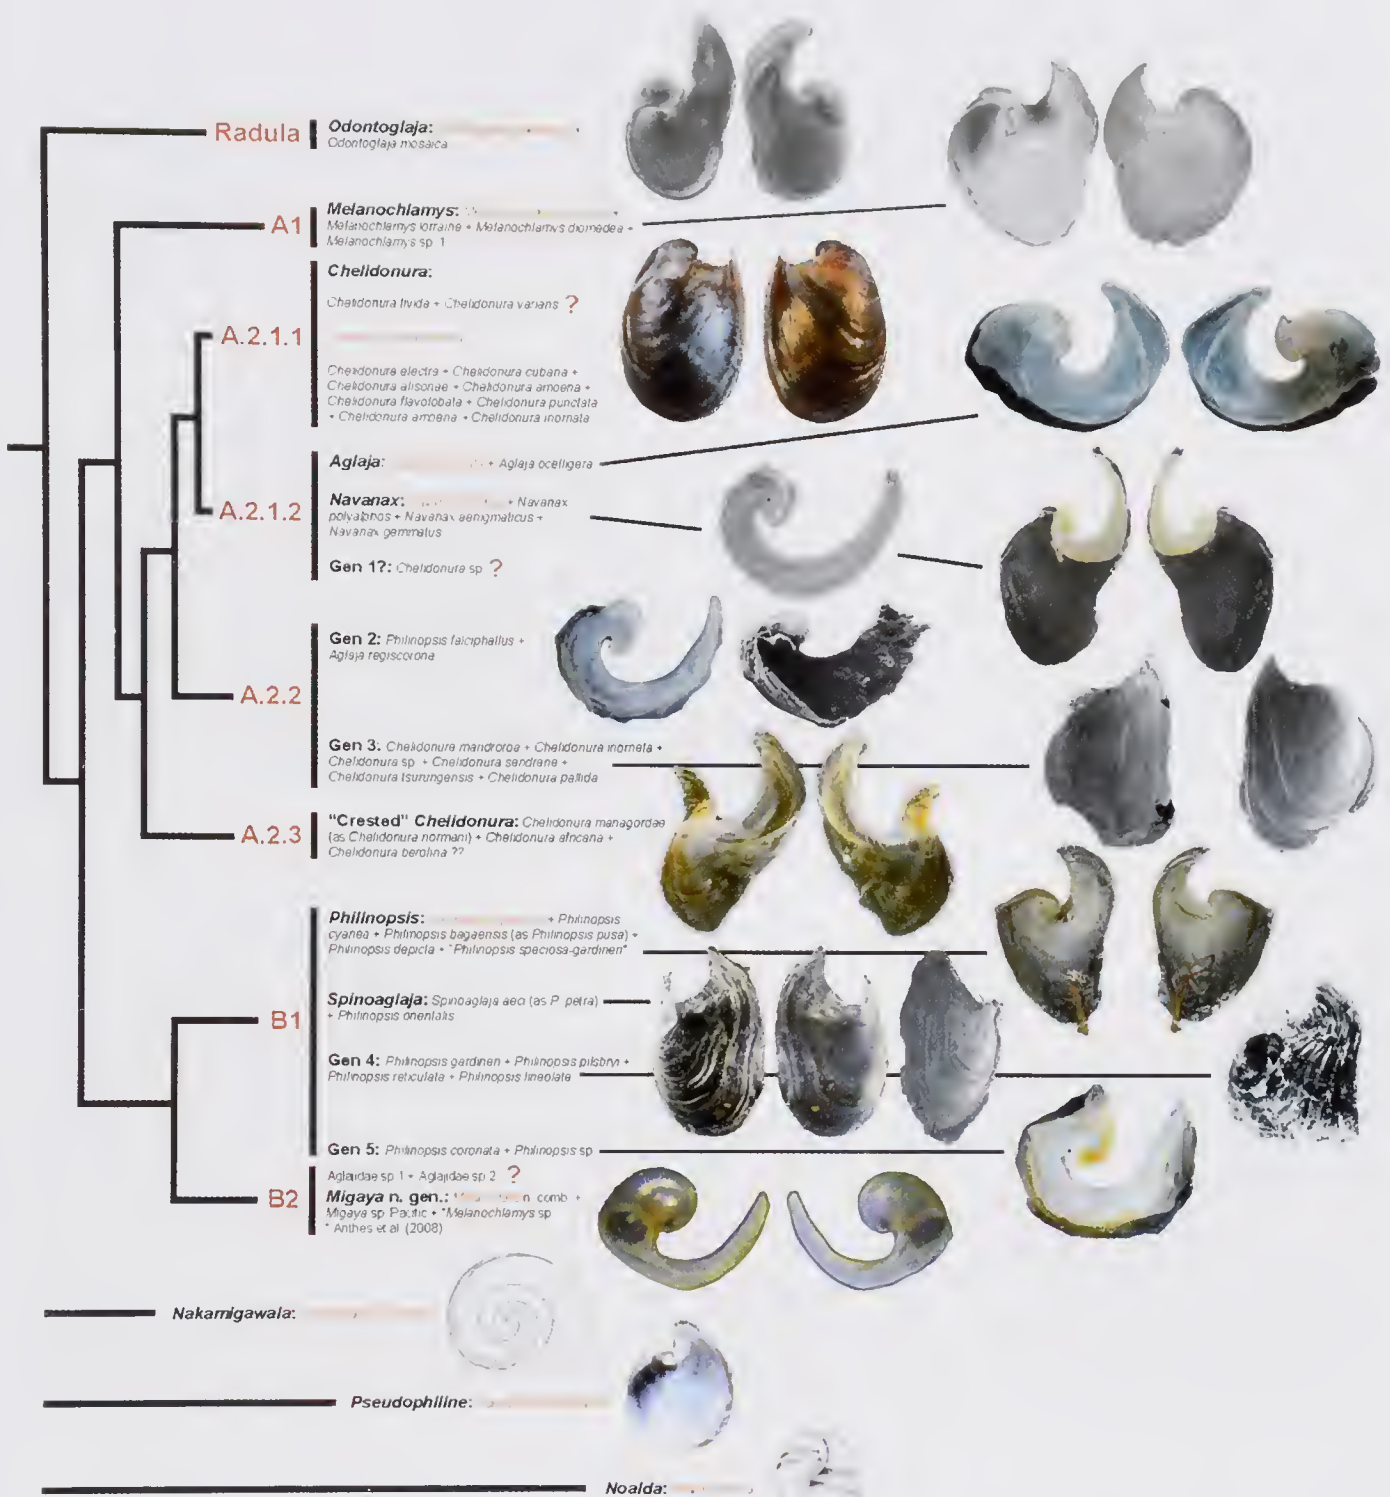 Radula
Odontoglaja:
Odontoglaja mosaica
A1
Melanochlamys:
Melanochlamys lorraine + Melanochlamys diomedea +
Melanochlamys sp. 1
Chelidonura:
Chelidonura livida + Chelidonura varians ?
A.2.1.1
Chelidonura electra + Chelidonura cubana +
Chelidonura alisonae + Chelidonura amoena +
Chelidonura flavolobata + Chelidonura punctata
+ Chelidonura amoena + Chelidonura inornata
Aglaja: + Aglaja ocelligera
A.2.1.2
Navanax: + Navanax
polyalphos + Navanax aenigmaticus +
Navanax gemmatus
Gen 1?: Chelidonura sp ?
Gen 2: Philinopsis falciphallus +
Aglaja regiscorona
A.2.2
Gen 3: Chelidonura mandroroa + Chelidonura inornata +
Chelidonura sp + Chelidonura sandrana +
Chelidonura tsurungensis + Chelidonura pallida
A.2.3
"Crested" Chelidonura: Chelidonura managordae
(as Chelidonura normani) + Chelidonura africana +
Chelidonura berolina ??
Philinopsis: + Philinopsis
cyanea + Philinopsis bagaensis (as Philinopsis pusa) +
Philinopsis depicta + "Philinopsis speciosa-gardineri"
B1
Spinoaglaja: Spinoaglaja aeci (as P. petra)
+ Philinopsis orientalis
Gen 4: Philinopsis gardineri + Philinopsis pilsbryi +
Philinopsis reticulata + Philinopsis lineolata
Gen 5: Philinopsis coronata + Philinopsis sp
Aglajidae sp 1 + Aglajidae sp 2 ?
B2
Migaya n. gen.: n. comb +
Migaya sp. Pacific + *Melanochlamys sp
* Anthes et al (2008)
Nakamigawaia:
Pseudophiline:
Noalda: